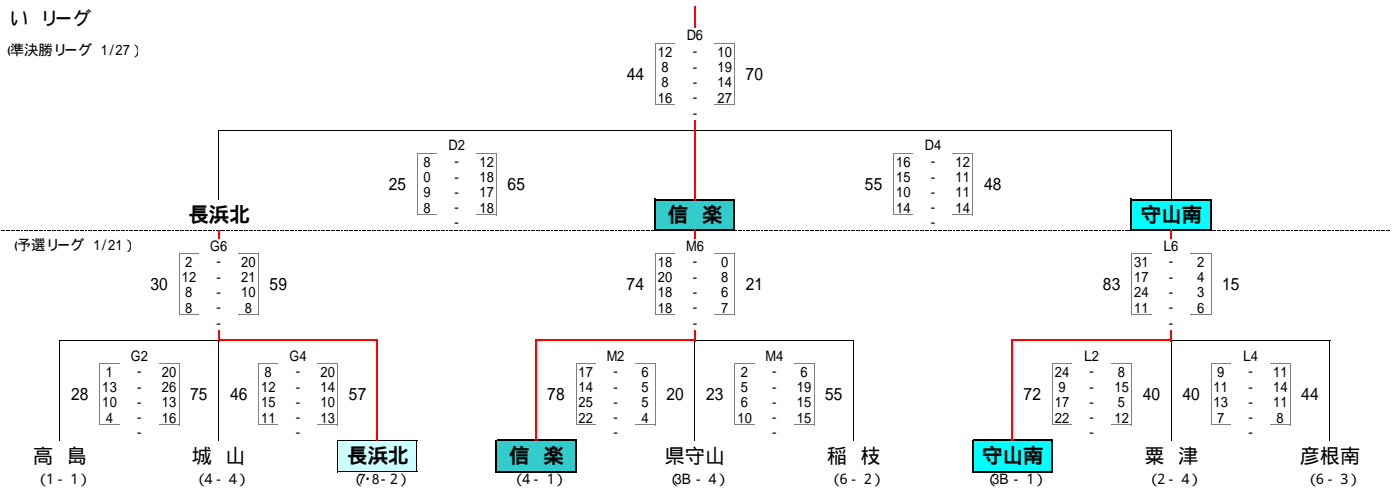 い リーグ
(準決勝リーグ 1/27)
D6
12 - 10
8 - 19
44 70
8 - 14
16 - 27
-
D2 D4
8 - 12 16 - 12
0 - 18 15 - 11
25 65 55 48
9 - 17 10 - 11
8 - 18 14 - 14
- -
長浜北 信 楽 守山南
(予選リーグ 1/21)
G6 M6 L6
2 - 20 18 - 0 31 - 2
12 - 21 20 - 8 17 - 4
30 59 74 21 83 15
8 - 10 18 - 6 24 - 3
8 - 8 18 - 7 11 - 6
- - -
G2 G4 M2 M4 L2 L4
1 - 20 8 - 20 17 - 6 2 - 6 24 - 8 9 - 11
13 - 26 12 - 14 14 - 5 5 - 19 9 - 15 11 - 14
28 75 46 57 78 20 23 55 72 40 40 44
10 - 13 15 - 10 25 - 5 6 - 15 17 - 5 13 - 11
4 - 16 11 - 13 22 - 4 10 - 15 22 - 12 7 - 8
- - - - - -
高 島 城 山 長浜北 信 楽 県守山 稲 枝 守山南 粟 津 彦根南
(1 - 1) (4 - 4) (7・8 - 2) (4 - 1) (3B - 4) (6 - 2) (3B - 1) (2 - 4) (6 - 3)